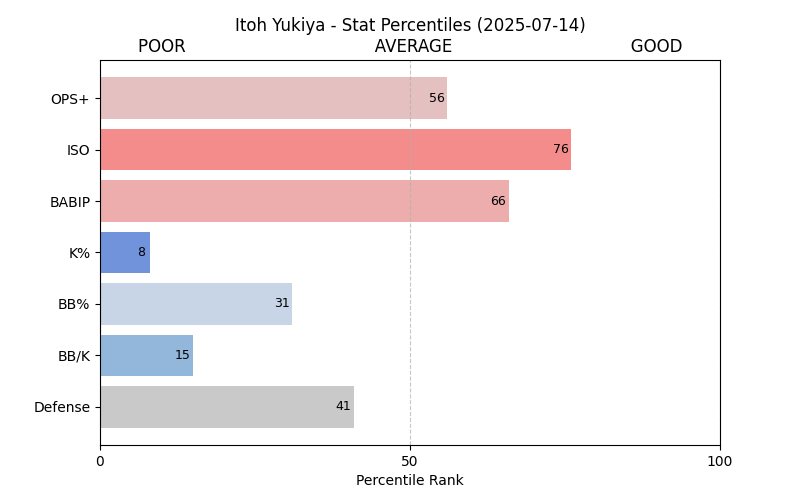 Itoh Yukiya - Stat Percentiles (2025-07-14)
POOR AVERAGE GOOD
OPS+ 56
ISO 76
BABIP 66
K% 8
BB% 31
BB/K 15
Defense 41
0 50 100
Percentile Rank